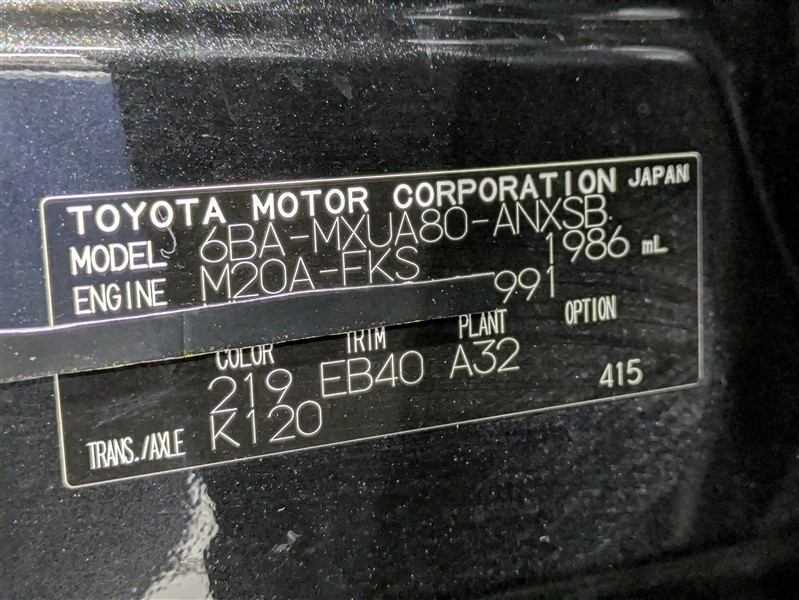 TOYOTA MOTOR CORPORATION JAPAN
MODEL 6BA-MXUA80-ANXSB
ENGINE M20A-FKS 1986 mL
991
COLOR TRIM PLANT OPTION
219 EB40 A32 415
TRANS./AXLE K120